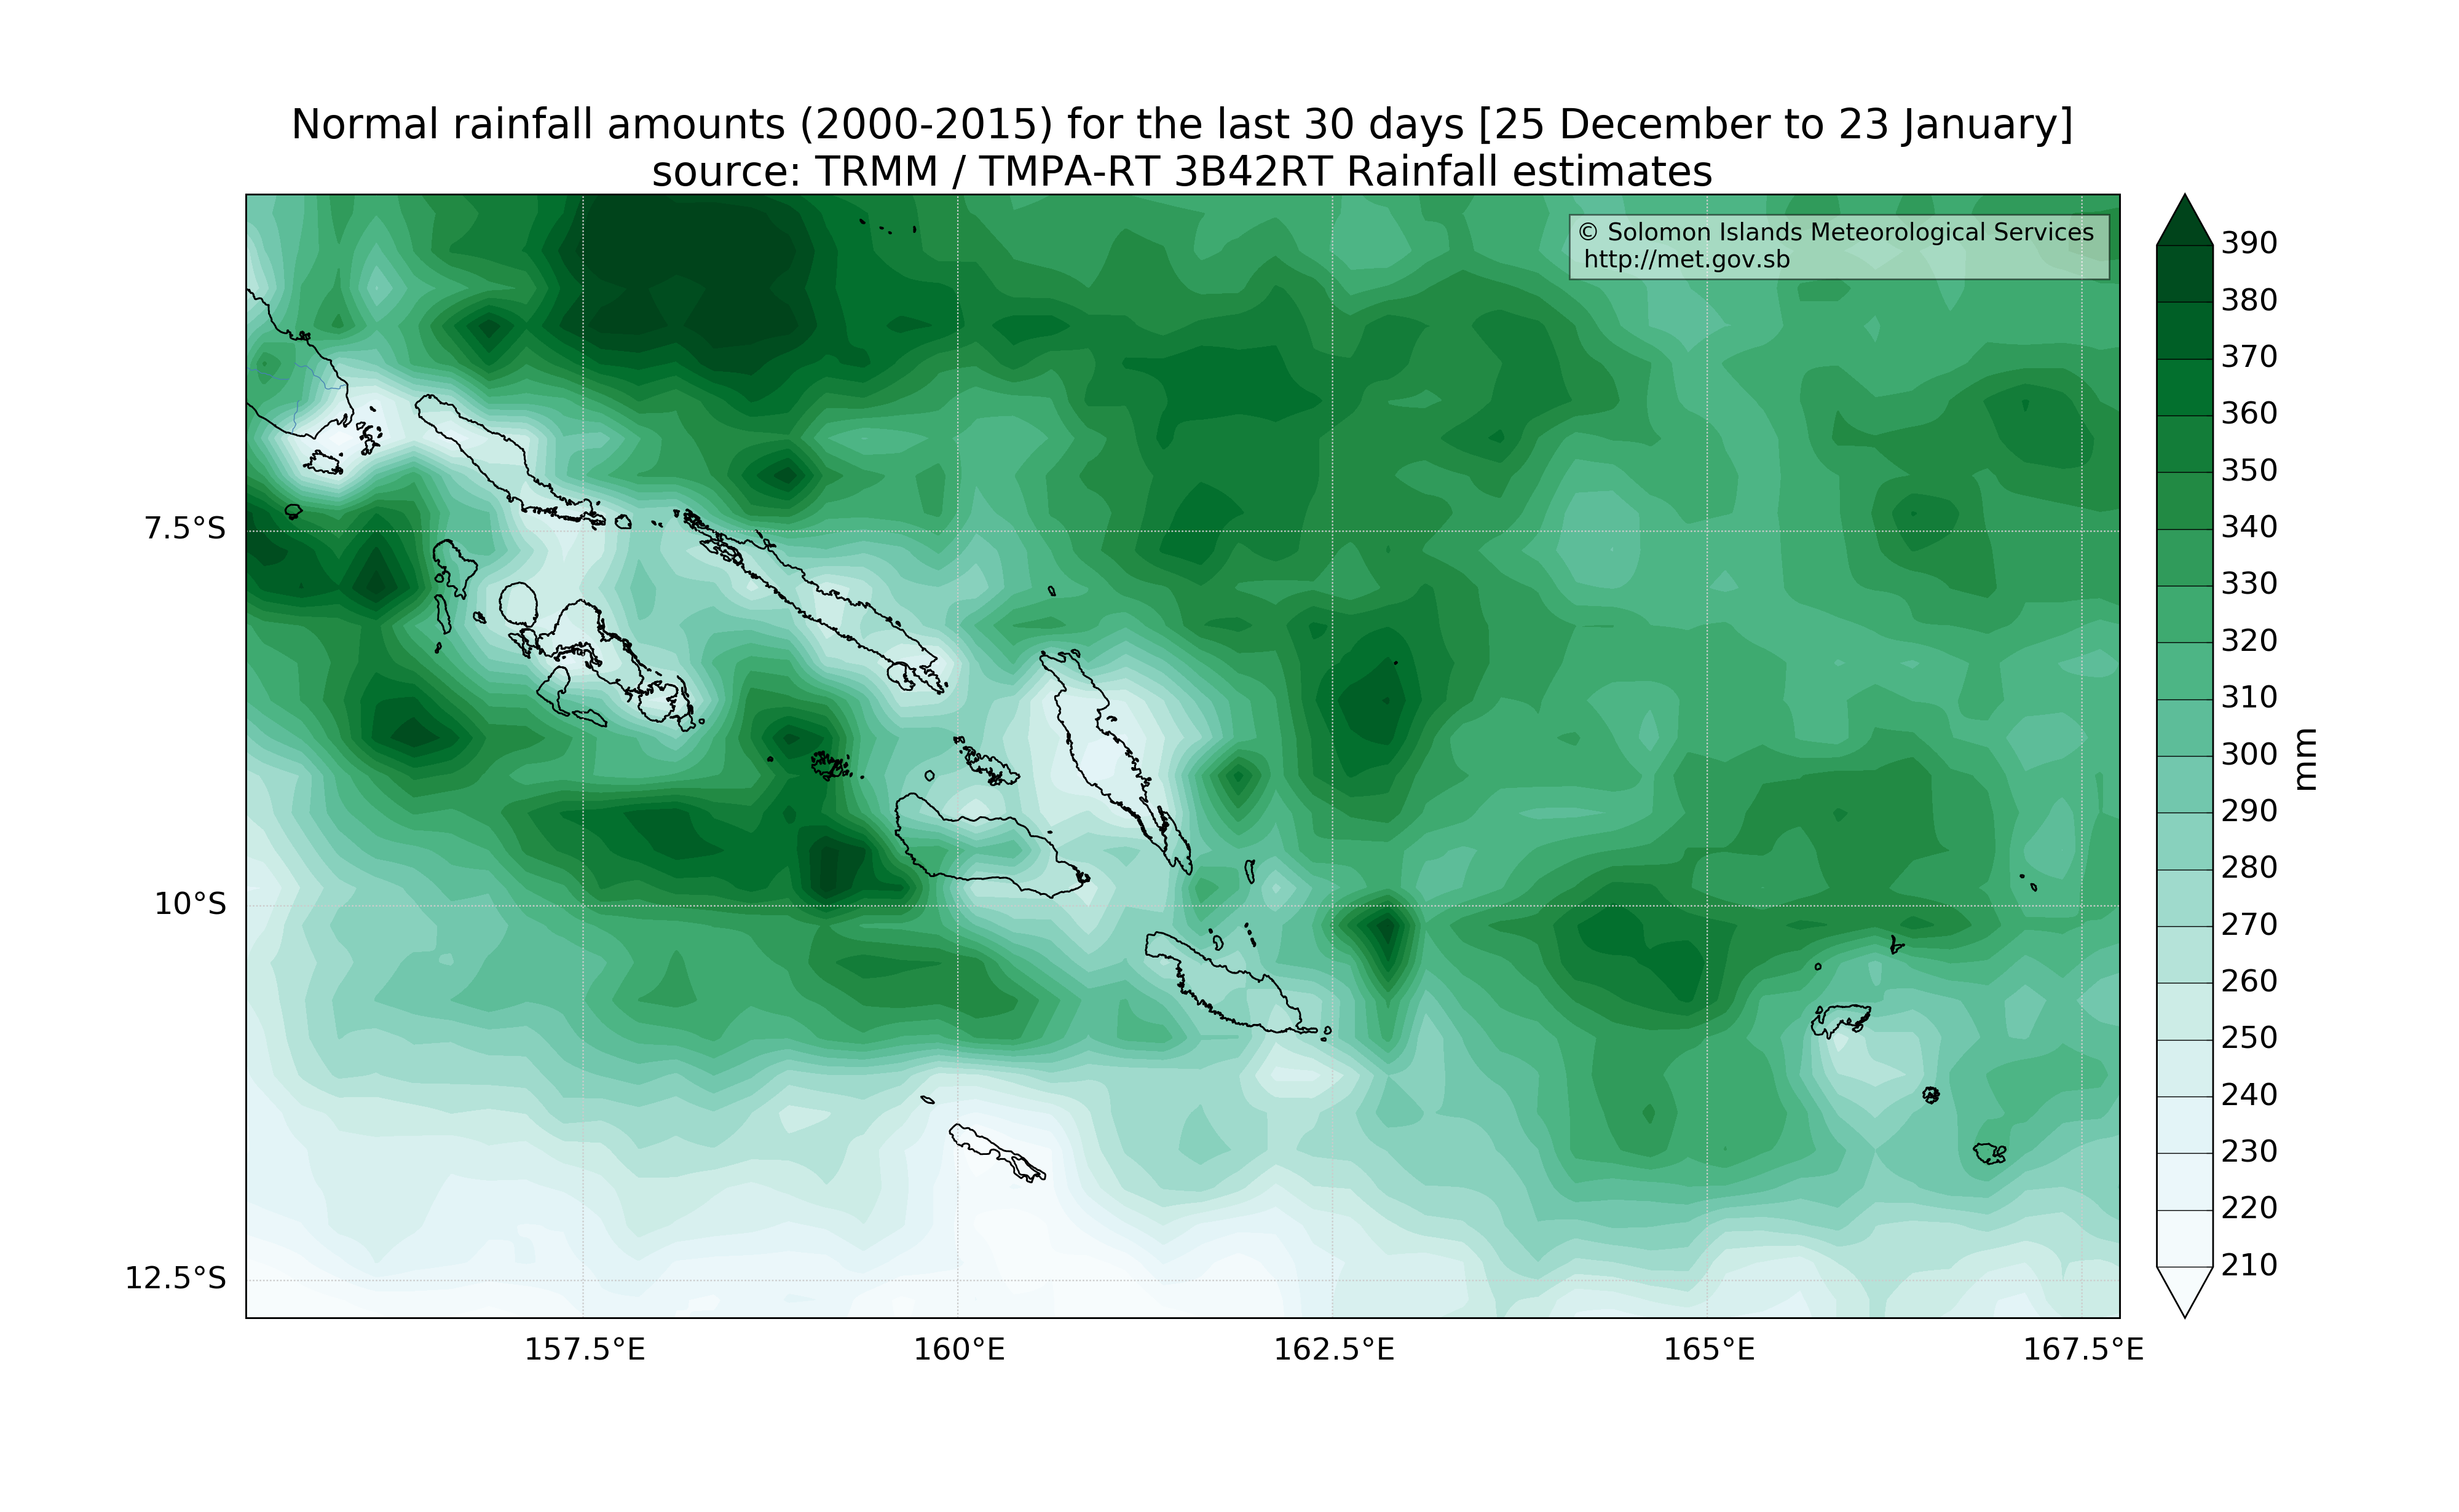 Normal rainfall amounts (2000-2015) for the last 30 days [25 December to 23 January]
source: TRMM / TMPA-RT 3B42RT Rainfall estimates
© Solomon Islands Meteorological Services
http://met.gov.sb
7.5°S
10°S
12.5°S
157.5°E
160°E
162.5°E
165°E
167.5°E
390
380
370
360
350
340
330
320
310
300
290
280
270
260
250
240
230
220
210
mm